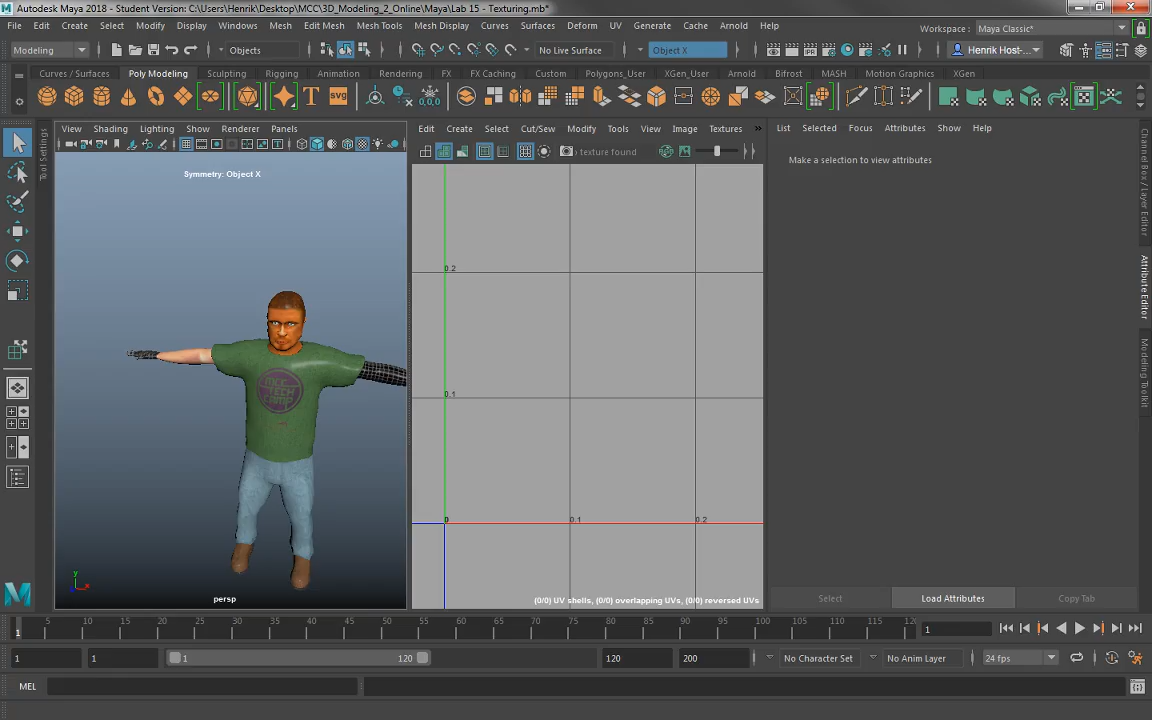 Autodesk Maya 2018 - Student Version: C:\Users\Henrik\Desktop\MCC\3D_Modeling_2_Online\Maya\Lab 15 - Texturing.mb*
File Edit Create Select Modify Display Windows Mesh Edit Mesh Mesh Tools Mesh Display Curves Surfaces Deform UV Generate Cache Arnold Help Workspace : Maya Classic*
Modeling Objects No Live Surface Object X Henrik Host-...
Curves / Surfaces Poly Modeling Sculpting Rigging Animation Rendering FX FX Caching Custom Polygons_User XGen_User Arnold Bifrost MASH Motion Graphics XGen
T SVG 0,0,0
View Shading Lighting Show Renderer Panels
Edit Create Select Cut/Sew Modify Tools View Image Textures »
List Selected Focus Attributes Show Help
texture found
Make a selection to view attributes
Symmetry: Object X
Tool Settings
Channel Box / Layer Editor
Attribute Editor
Modeling Toolkit
0.2
0.1
0 0.1 0.2
TECH
y
x
persp
(0/0) UV shells, (0/0) overlapping UVs, (0/0) reversed UVs
Select Load Attributes Copy Tab
1 5 10 15 20 25 30 35 40 45 50 55 60 65 70 75 80 85 90 95 100 105 110 115 120 1
1 1 1 120 120 200 No Character Set No Anim Layer 24 fps
MEL